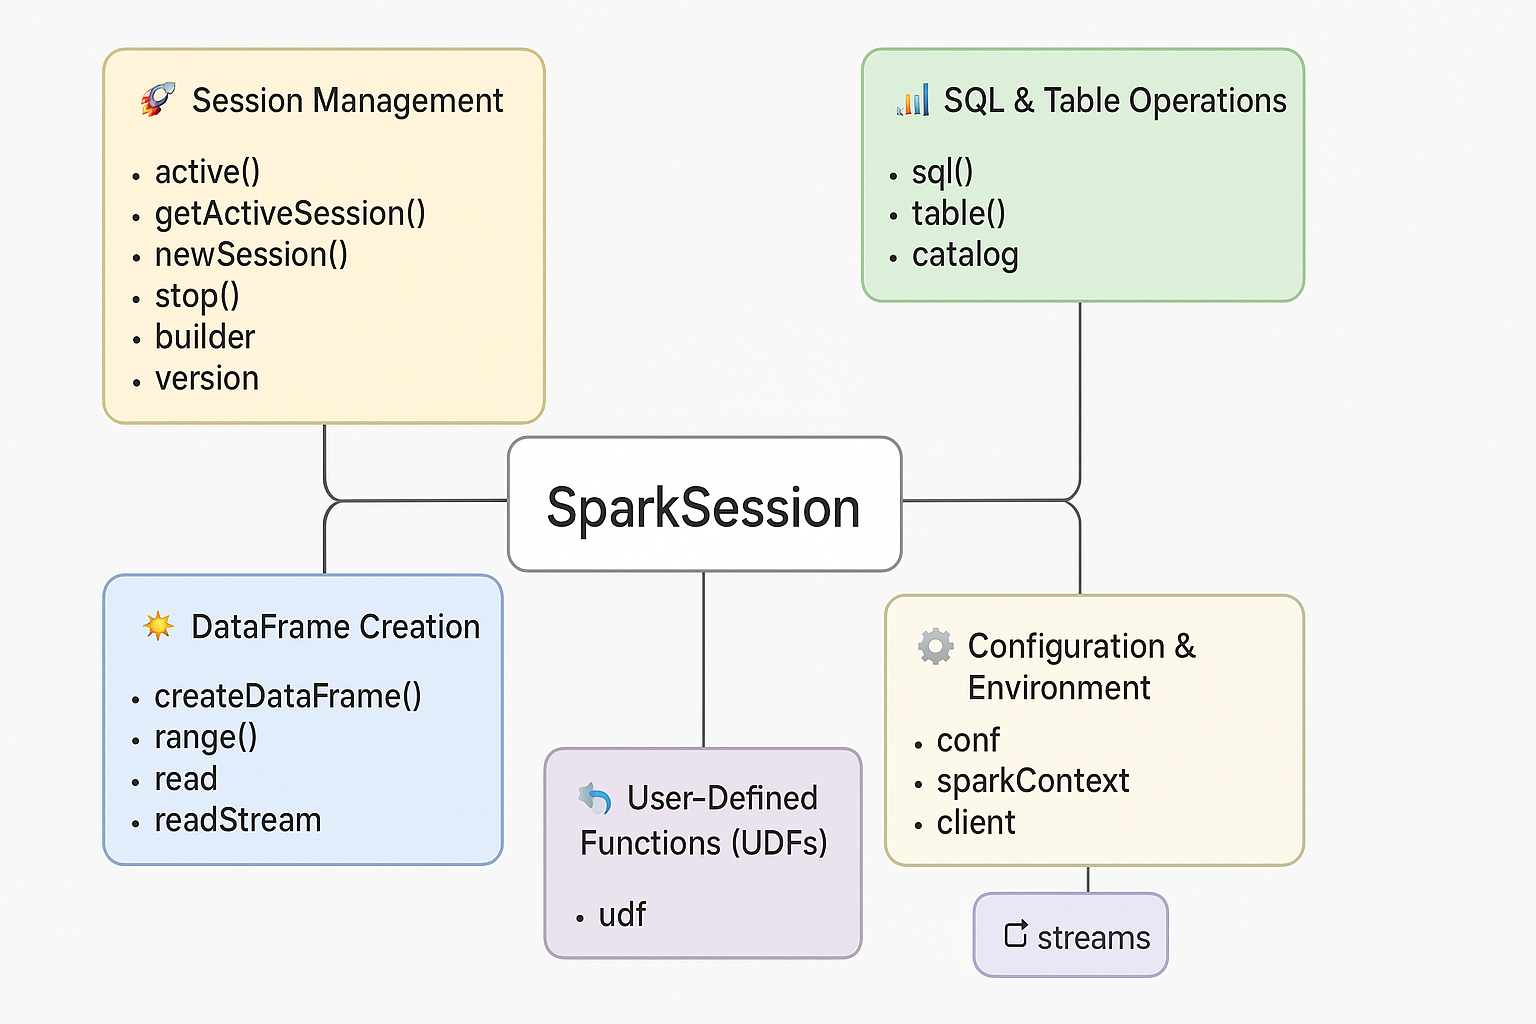 Session Management
• active()
• getActiveSession()
• newSession()
• stop()
• builder
• version
SQL & Table Operations
• sql()
• table()
• catalog
SparkSession
DataFrame Creation
• createDataFrame()
• range()
• read
• readStream
User-Defined
Functions (UDFs)
• udf
Configuration &
Environment
• conf
• sparkContext
• client
streams